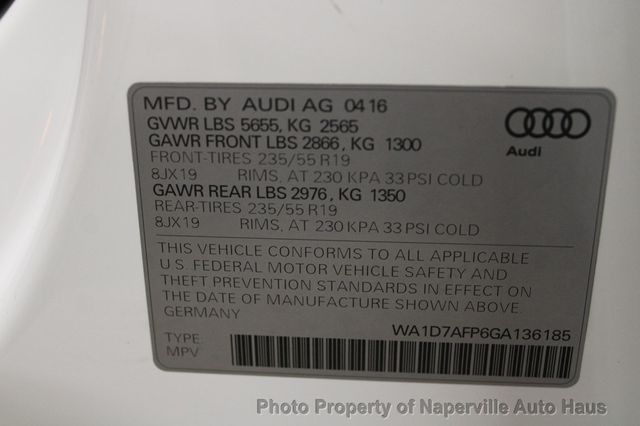 MFD. BY AUDI AG 0416
GVWR LBS 5655, KG 2565
GAWR FRONT LBS 2866, KG 1300
FRONT-TIRES 235/55 R19
8JX19 RIMS, AT 230 KPA 33 PSI COLD
GAWR REAR LBS 2976, KG 1350
REAR-TIRES 235/55 R19
8JX19 RIMS, AT 230 KPA 33 PSI COLD
Audi
THIS VEHICLE CONFORMS TO ALL APPLICABLE
U.S. FEDERAL MOTOR VEHICLE SAFETY AND
THEFT PREVENTION STANDARDS IN EFFECT ON
THE DATE OF MANUFACTURE SHOWN ABOVE.
GERMANY
WA1D7AFP6GA136185
TYPE:
MPV
Photo Property of Naperville Auto Haus